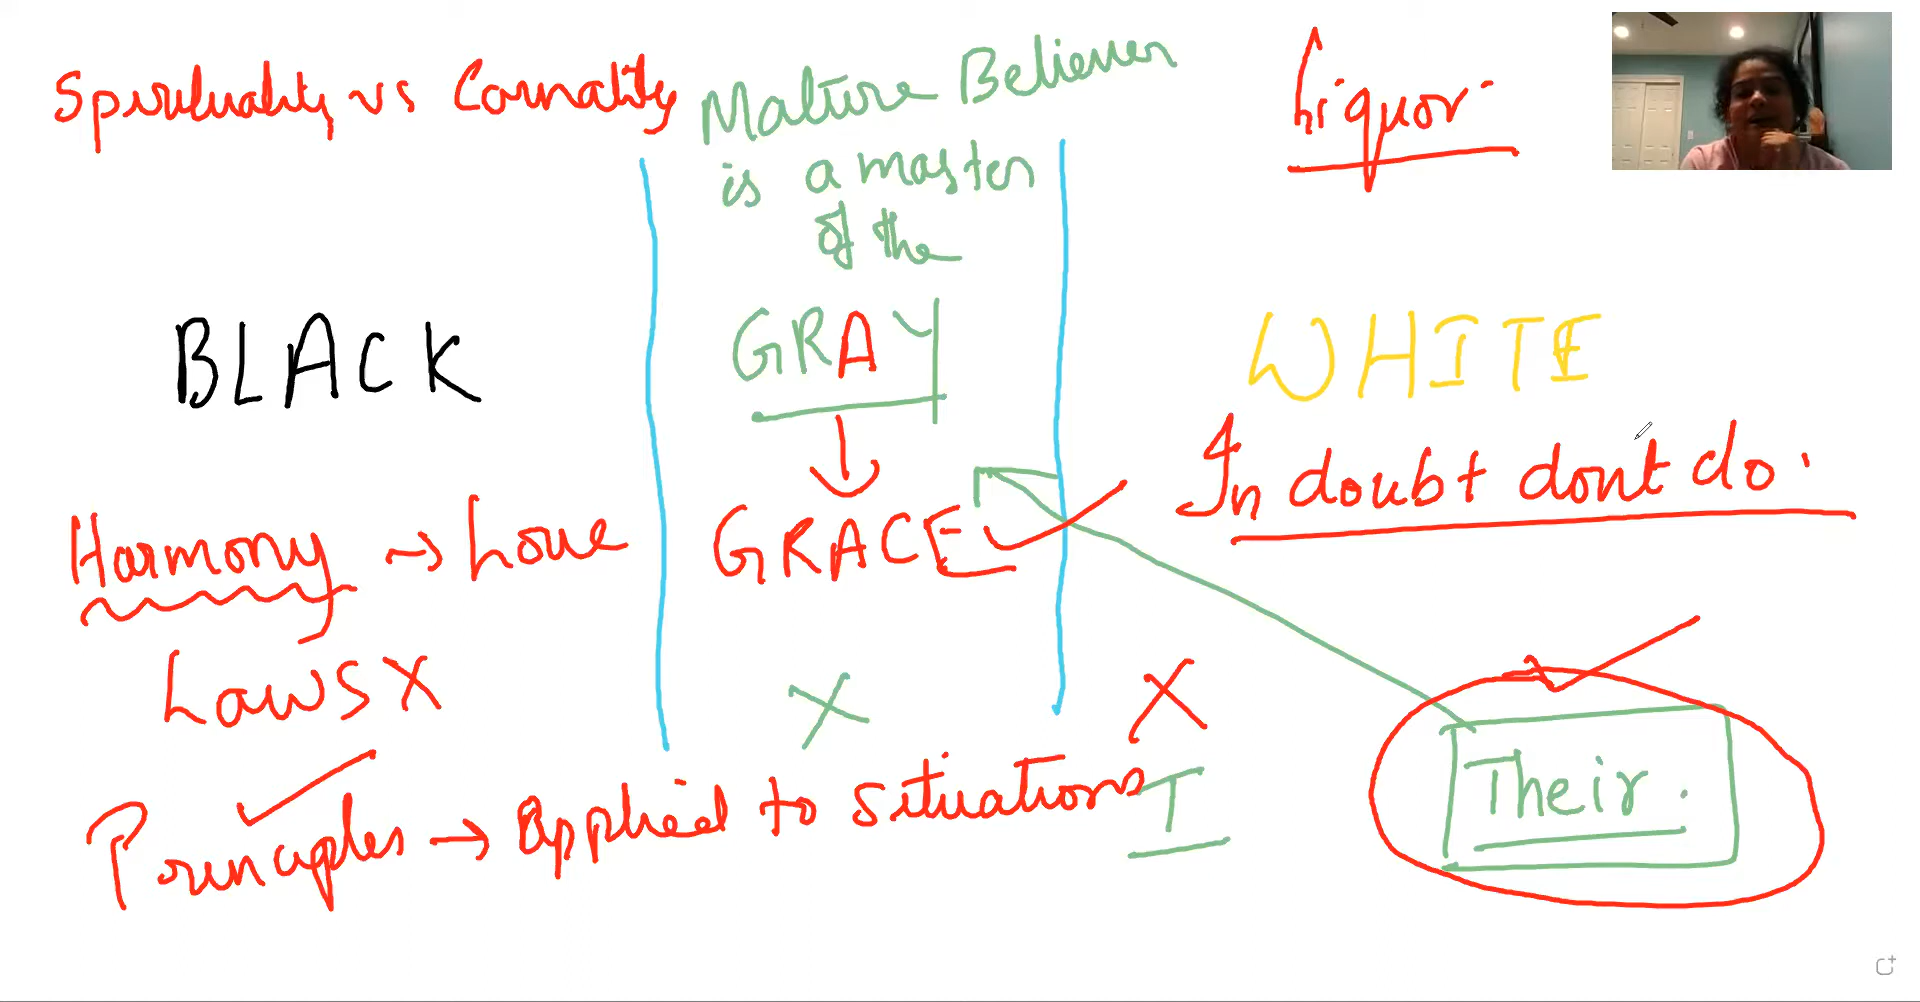 Spirituality vs Carnality
Mature Believer
is a master
of the
Liquor.
BLACK
GRAY
WHITE
In doubt dont do.
Harmony → Love
GRACE
Laws X
X
X
Principles → applied to situations
I
Their.